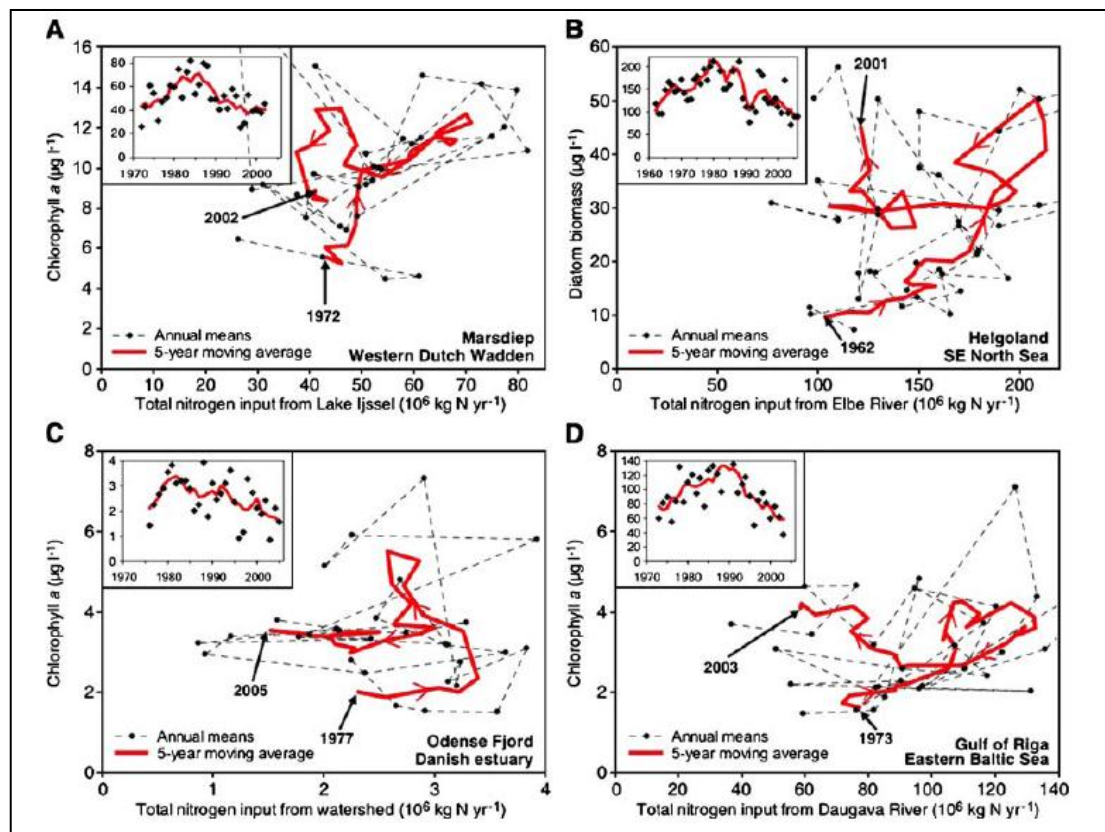 A
16
14
12
10
8
6
4
2
0
Chlorophyll a (µg l⁻¹)
80
60
40
20
0
1970 1980 1990 2000
2002
1972
Annual means
5-year moving average
Marsdiep
Western Dutch Wadden
0 10 20 30 40 50 60 70 80 90
Total nitrogen input from Lake Ijssel (10⁶ kg N yr⁻¹)
B
60
50
40
30
20
10
0
Diatom biomass (µg l⁻¹)
200
150
100
50
0
1960 1970 1980 1990 2000
2001
1962
Annual means
5-year moving average
Helgoland
SE North Sea
0 50 100 150 200
Total nitrogen input from Elbe River (10⁶ kg N yr⁻¹)
C
8
6
4
2
0
Chlorophyll a (µg l⁻¹)
4
3
2
1
0
1970 1980 1990 2000
2005
1977
Annual means
5-year moving average
Odense Fjord
Danish estuary
0 1 2 3 4
Total nitrogen input from watershed (10⁶ kg N yr⁻¹)
D
8
6
4
2
0
Chlorophyll a (µg l⁻¹)
140
120
100
80
60
40
20
0
1970 1980 1990 2000
2003
1973
Annual means
5-year moving average
Gulf of Riga
Eastern Baltic Sea
0 20 40 60 80 100 120 140
Total nitrogen input from Daugava River (10⁶ kg N yr⁻¹)